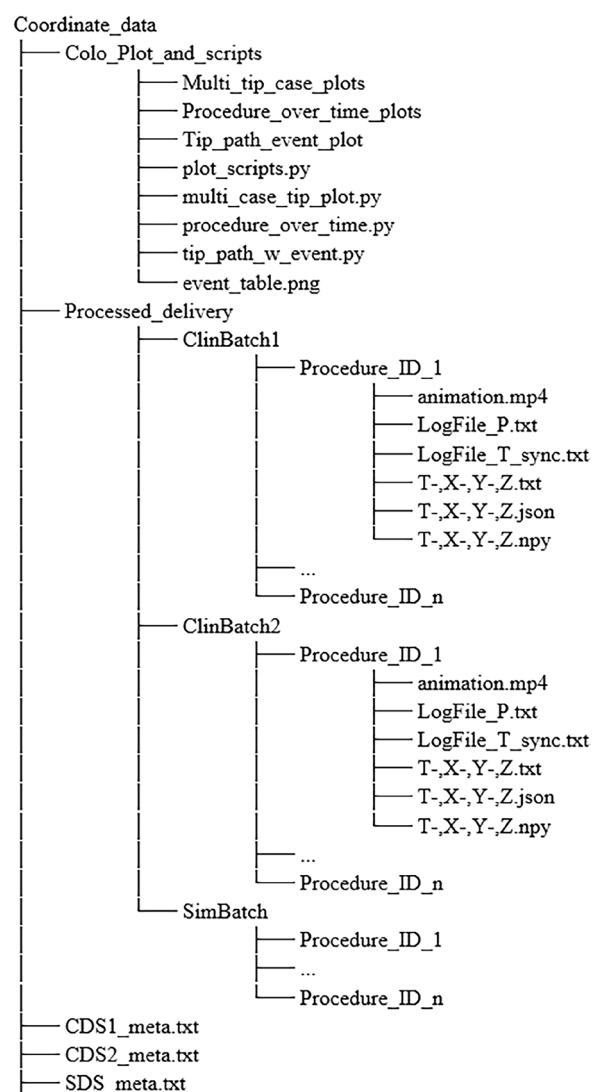 Coordinate_data
Colo_Plot_and_scripts
Multi_tip_case_plots
Procedure_over_time_plots
Tip_path_event_plot
plot_scripts.py
multi_case_tip_plot.py
procedure_over_time.py
tip_path_w_event.py
event_table.png
Processed_delivery
ClinBatch1
Procedure_ID_1
animation.mp4
LogFile_P.txt
LogFile_T_sync.txt
T-,X-,Y-,Z.txt
T-,X-,Y-,Z.json
T-,X-,Y-,Z.npy
...
Procedure_ID_n
ClinBatch2
Procedure_ID_1
animation.mp4
LogFile_P.txt
LogFile_T_sync.txt
T-,X-,Y-,Z.txt
T-,X-,Y-,Z.json
T-,X-,Y-,Z.npy
...
Procedure_ID_n
SimBatch
Procedure_ID_1
...
Procedure_ID_n
CDS1_meta.txt
CDS2_meta.txt
SDS_meta.txt